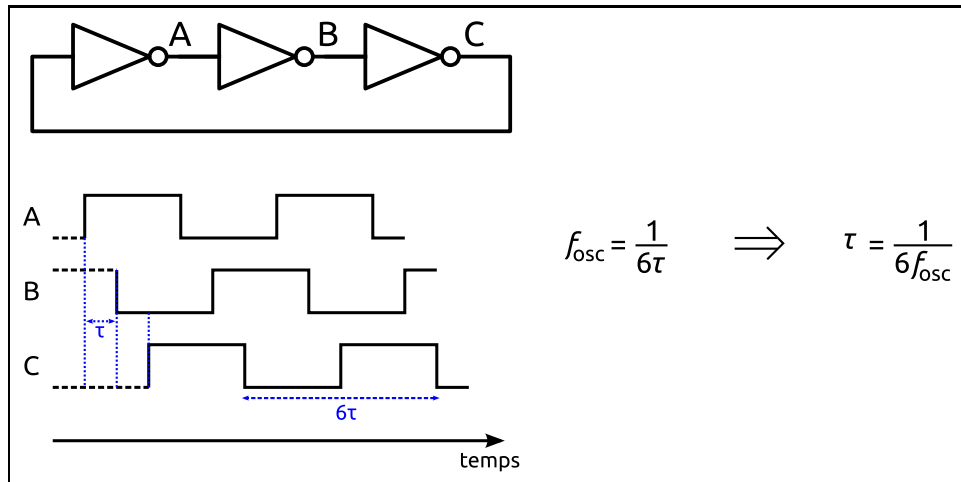 A B C
A
B
τ
C
6τ
temps
f_osc = 1/6τ ⟹ τ = 1/6f_osc